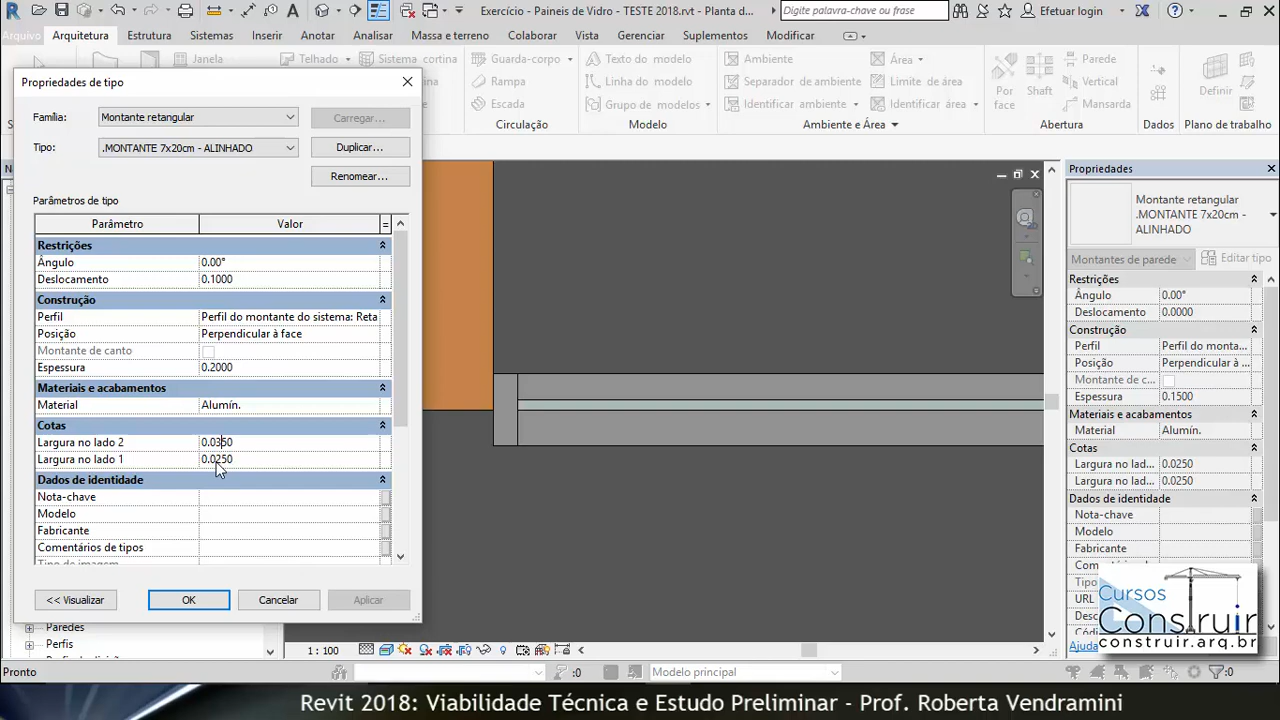 Exercício - Paineis de Vidro - TESTE 2018.rvt - Planta d...
Digite palavra-chave ou frase
Efetuar login
Arquivo
Arquitetura
Estrutura
Sistemas
Inserir
Anotar
Analisar
Massa e terreno
Colaborar
Vista
Gerenciar
Suplementos
Modificar
Janela
Telhado
Sistema cortina
Guarda-corpo
Rampa
Escada
Circulação
Texto do modelo
Linha do modelo
Grupo de modelos
Modelo
Ambiente
Separador de ambiente
Identificar ambiente
Área
Limite de área
Identificar área
Ambiente e Área
Por face
Shaft
Parede
Vertical
Mansarda
Abertura
Dados
Definir
Plano de trabalho
Propriedades de tipo
Família:
Montante retangular
Carregar...
Tipo:
.MONTANTE 7x20cm - ALINHADO
Duplicar...
Renomear...
Parâmetros de tipo
Parâmetro
Valor
=
Restrições
Ângulo
0.00°
Deslocamento
0.1000
Construção
Perfil
Perfil do montante do sistema: Reta
Posição
Perpendicular à face
Montante de canto
Espessura
0.2000
Materiais e acabamentos
Material
Alumín.
Cotas
Largura no lado 2
0.0350
Largura no lado 1
0.0250
Dados de identidade
Nota-chave
Modelo
Fabricante
Comentários de tipos
Tipo de imagem
<< Visualizar
OK
Cancelar
Aplicar
Paredes
Perfis
Propriedades
Montante retangular
.MONTANTE 7x20cm -
ALINHADO
Montantes de parede
Editar tipo
Restrições
Ângulo
0.00°
Deslocamento
0.0000
Construção
Perfil
Perfil do monta...
Posição
Perpendicular à ...
Montante de c...
Espessura
0.1500
Materiais e acabamentos
Material
Alumín.
Cotas
Largura no lad...
0.0250
Largura no lad...
0.0250
Dados de identidade
Nota-chave
Modelo
Fabricante
URL
Ajuda
Cursos
Construir
construir.arq.br
1 : 100
Pronto
:0
Modelo principal
:0
Revit 2018: Viabilidade Técnica e Estudo Preliminar - Prof. Roberta Vendramini